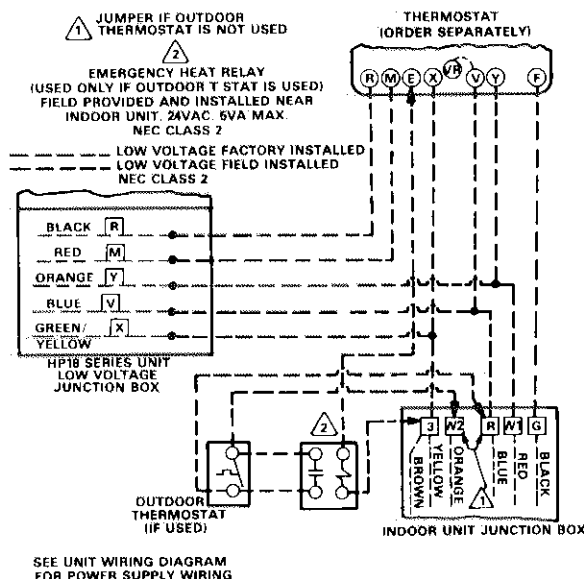 1 JUMPER IF OUTDOOR
THERMOSTAT IS NOT USED
2
EMERGENCY HEAT RELAY
(USED ONLY IF OUTDOOR T STAT IS USED)
FIELD PROVIDED AND INSTALLED NEAR
INDOOR UNIT. 24VAC. 6VA MAX.
NEC CLASS 2
LOW VOLTAGE FACTORY INSTALLED
LOW VOLTAGE FIELD INSTALLED
NEC CLASS 2
THERMOSTAT
(ORDER SEPARATELY)
VR
R M E X V Y F
BLACK R
RED M
ORANGE Y
BLUE V
GREEN/ X
YELLOW
HP18 SERIES UNIT
LOW VOLTAGE
JUNCTION BOX
2
3 W2 R W1 G
BROWN
YELLOW
ORANGE
BLUE
RED
BLACK
1
OUTDOOR
THERMOSTAT
(IF USED)
INDOOR UNIT JUNCTION BOX
SEE UNIT WIRING DIAGRAM
FOR POWER SUPPLY WIRING